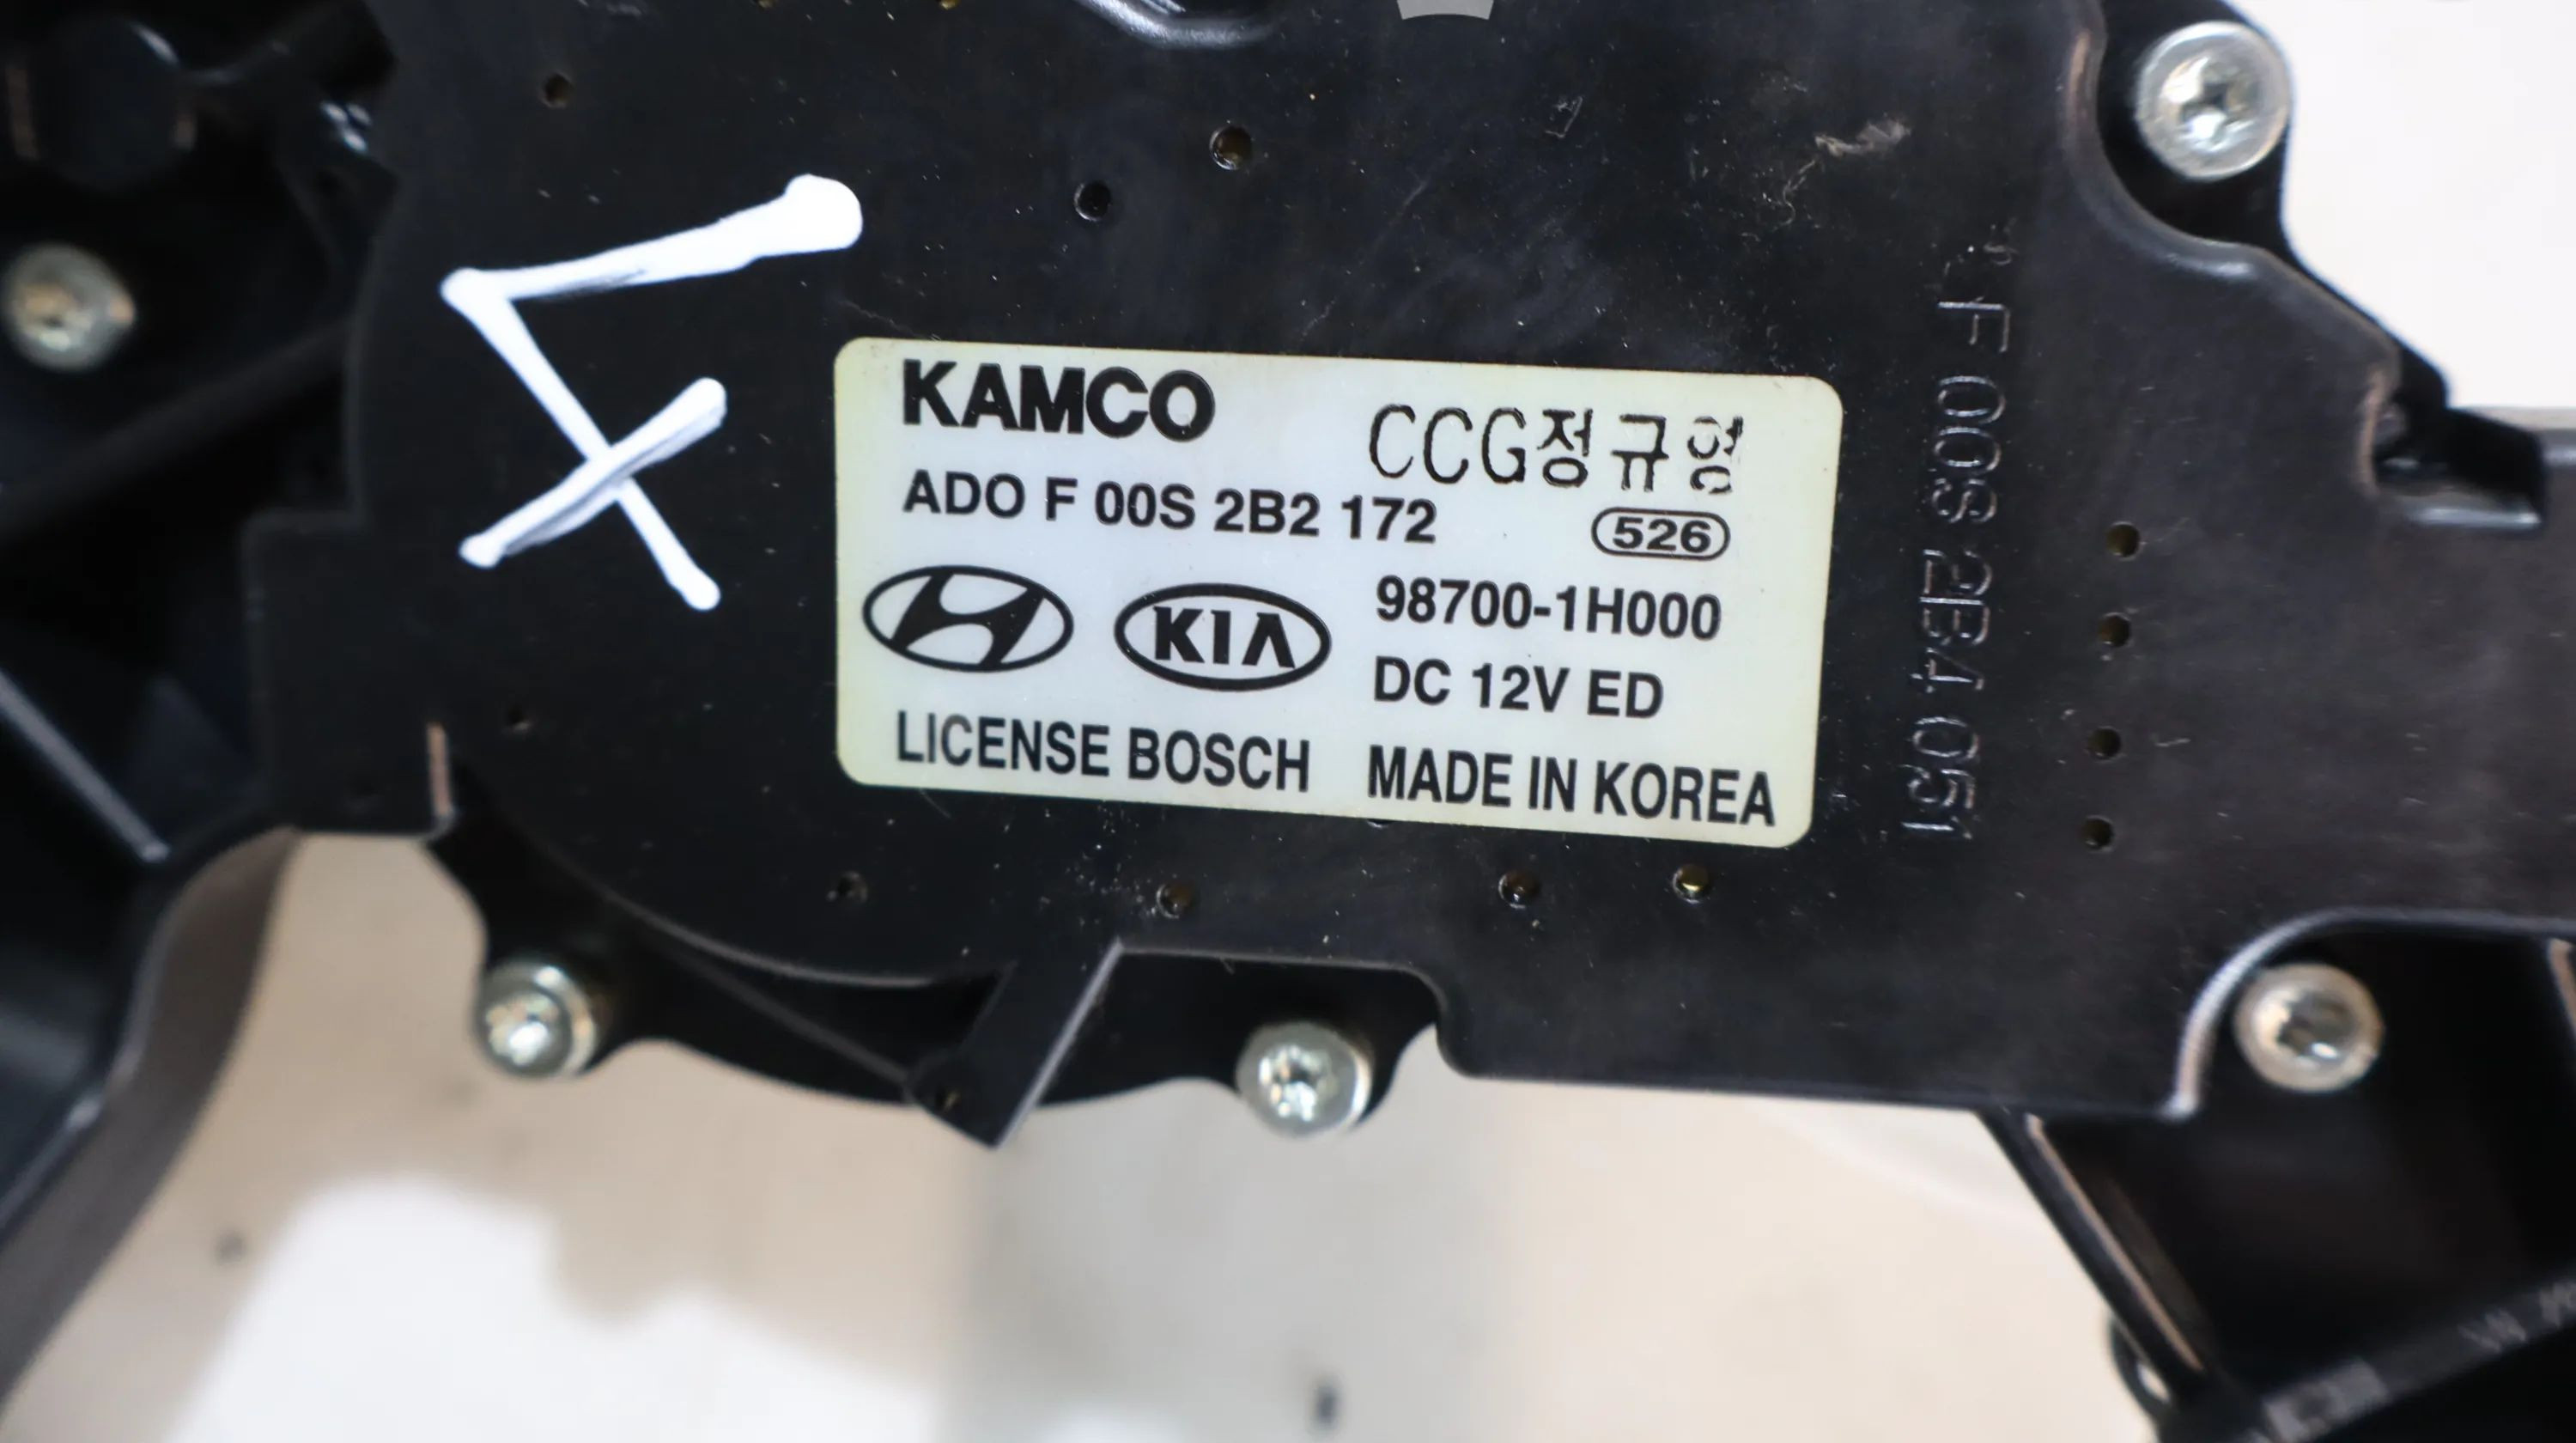 KAMCO CCG정규형
ADO F 00S 2B2 172 526
KIA 98700-1H000
DC 12V ED
LICENSE BOSCH MADE IN KOREA
F 00S 2B4 051